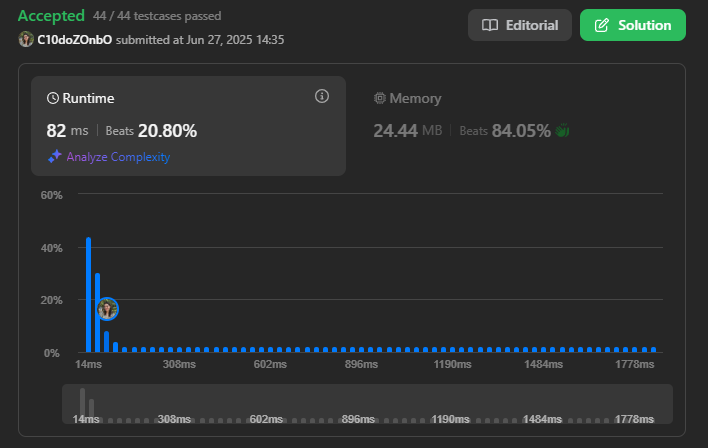 Accepted 44 / 44 testcases passed
C10doZOnbO submitted at Jun 27, 2025 14:35
Editorial
Solution
Runtime
82 ms | Beats 20.80%
Analyze Complexity
Memory
24.44 MB | Beats 84.05%
60%
40%
20%
0%
14ms 308ms 602ms 896ms 1190ms 1484ms 1778ms
14ms 308ms 602ms 896ms 1190ms 1484ms 1778ms